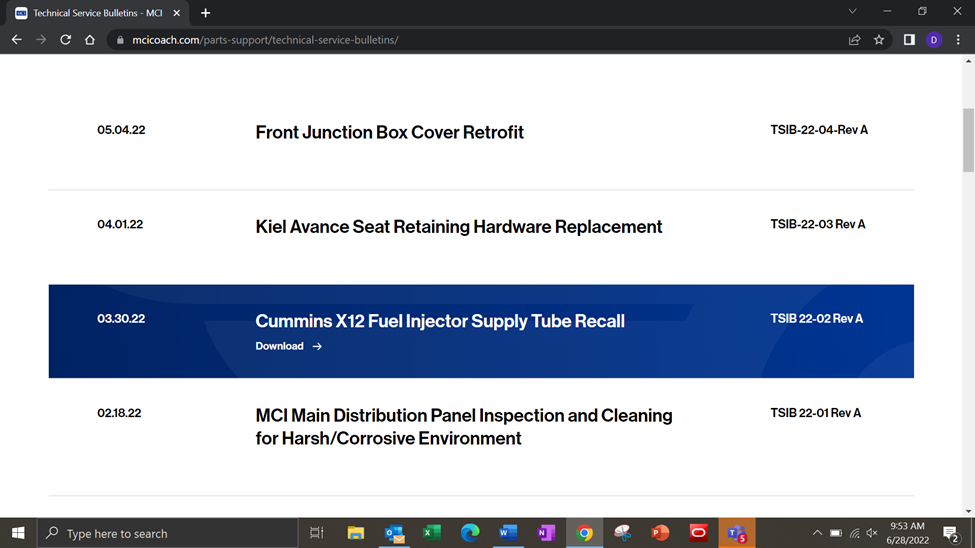 MCI Technical Service Bulletins - MCI
mcicoach.com/parts-support/technical-service-bulletins/
D
05.04.22 Front Junction Box Cover Retrofit TSIB-22-04-Rev A
04.01.22 Kiel Avance Seat Retaining Hardware Replacement TSIB-22-03 Rev A
03.30.22 Cummins X12 Fuel Injector Supply Tube Recall TSIB 22-02 Rev A
Download →
02.18.22 MCI Main Distribution Panel Inspection and Cleaning TSIB 22-01 Rev A
for Harsh/Corrosive Environment
Type here to search
9:53 AM
6/28/2022
2
5